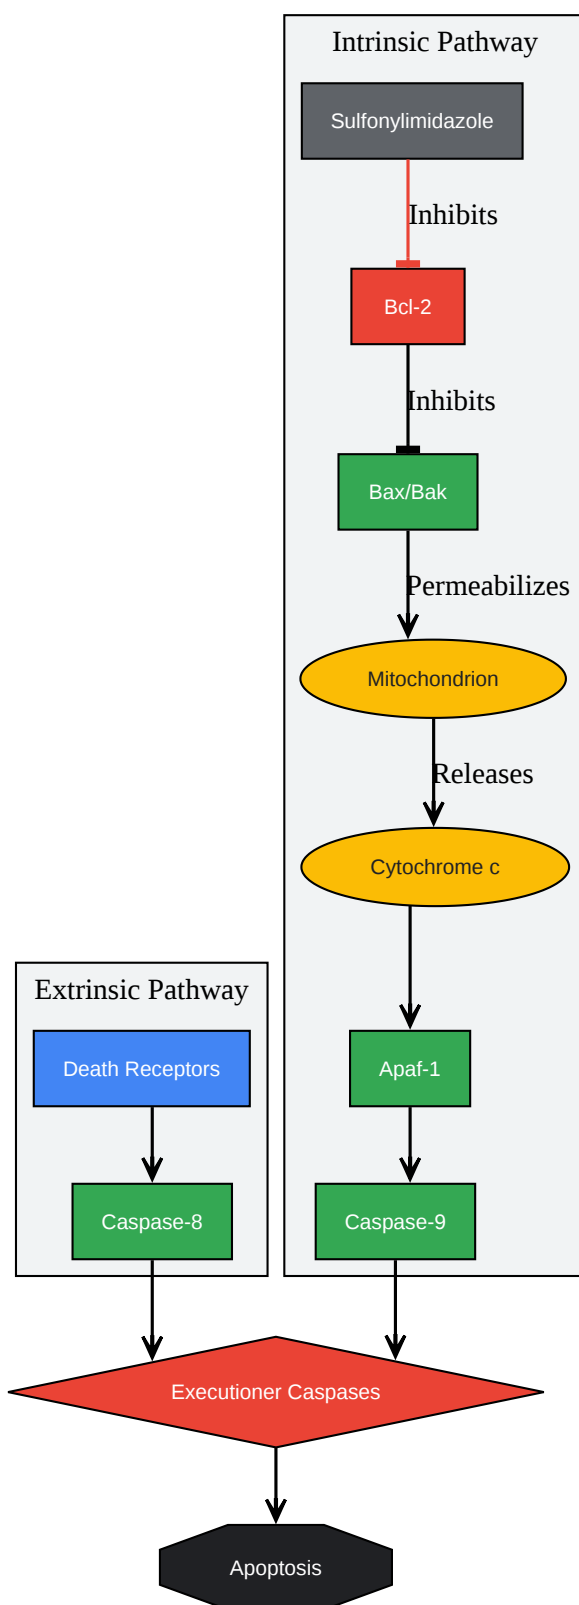 Intrinsic Pathway
Sulfonylimidazole
Inhibits
Bcl-2
Inhibits
Bax/Bak
Permeabilizes
Mitochondrion
Releases
Cytochrome c
Extrinsic Pathway
Death Receptors
Apaf-1
Caspase-8
Caspase-9
Executioner Caspases
Apoptosis